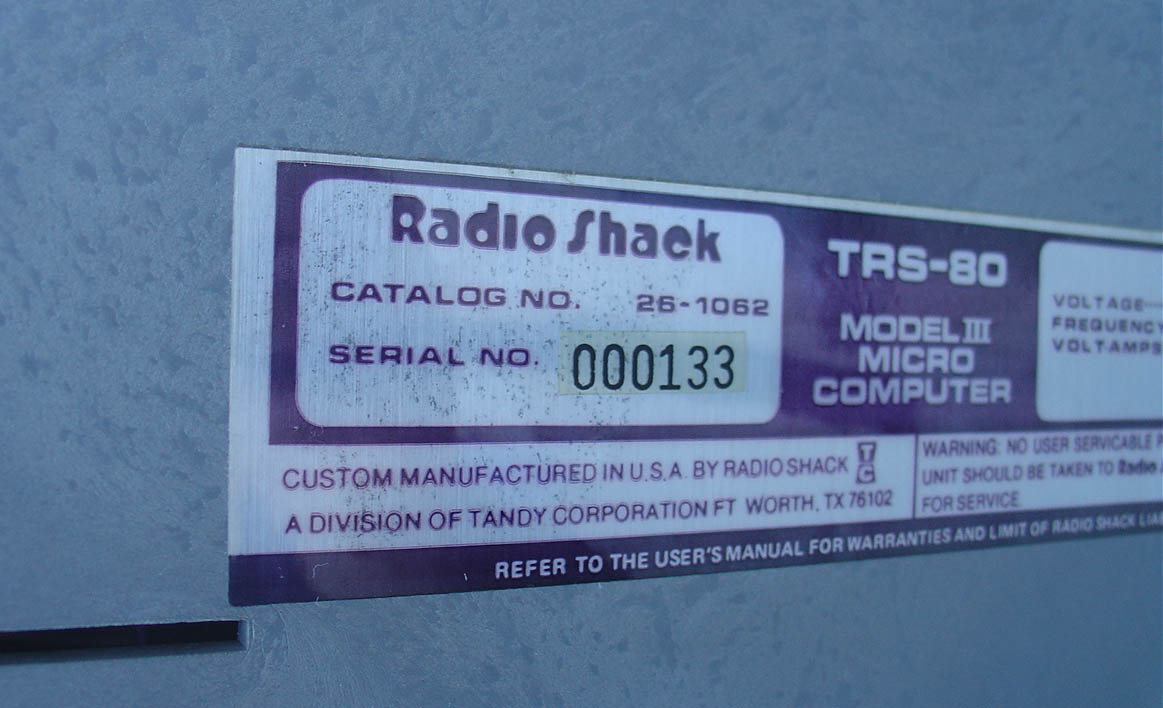 Radio Shack
CATALOG NO. 26-1062
SERIAL NO. 000133
TRS-80
MODEL III
MICRO
COMPUTER
VOLTAGE
FREQUENCY
VOLTAMPS
CUSTOM MANUFACTURED IN U.S.A. BY RADIO SHACK
A DIVISION OF TANDY CORPORATION FT WORTH, TX 76102
TC
WARNING: NO USER SERVICABLE
UNIT SHOULD BE TAKEN TO Radio
FOR SERVICE
REFER TO THE USER'S MANUAL FOR WARRANTIES AND LIMIT OF RADIO SHACK